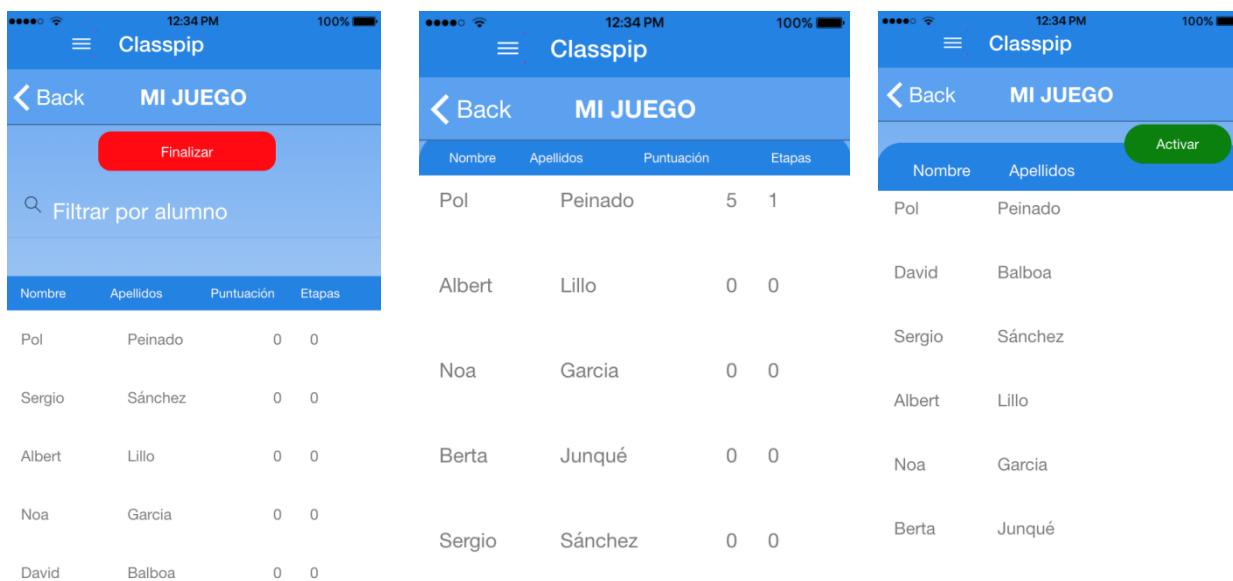 12:34 PM 100%
Classpip
Back MI JUEGO
Finalizar
Filtrar por alumno
Nombre Apellidos Puntuación Etapas
Pol Peinado 0 0
Sergio Sánchez 0 0
Albert Lillo 0 0
Noa Garcia 0 0
David Balboa 0 0
12:34 PM 100%
Classpip
Back MI JUEGO
Nombre Apellidos Puntuación Etapas
Pol Peinado 5 1
Albert Lillo 0 0
Noa Garcia 0 0
Berta Junqué 0 0
Sergio Sánchez 0 0
12:34 PM 100%
Classpip
Back MI JUEGO
Activar
Nombre Apellidos
Pol Peinado
David Balboa
Sergio Sánchez
Albert Lillo
Noa Garcia
Berta Junqué